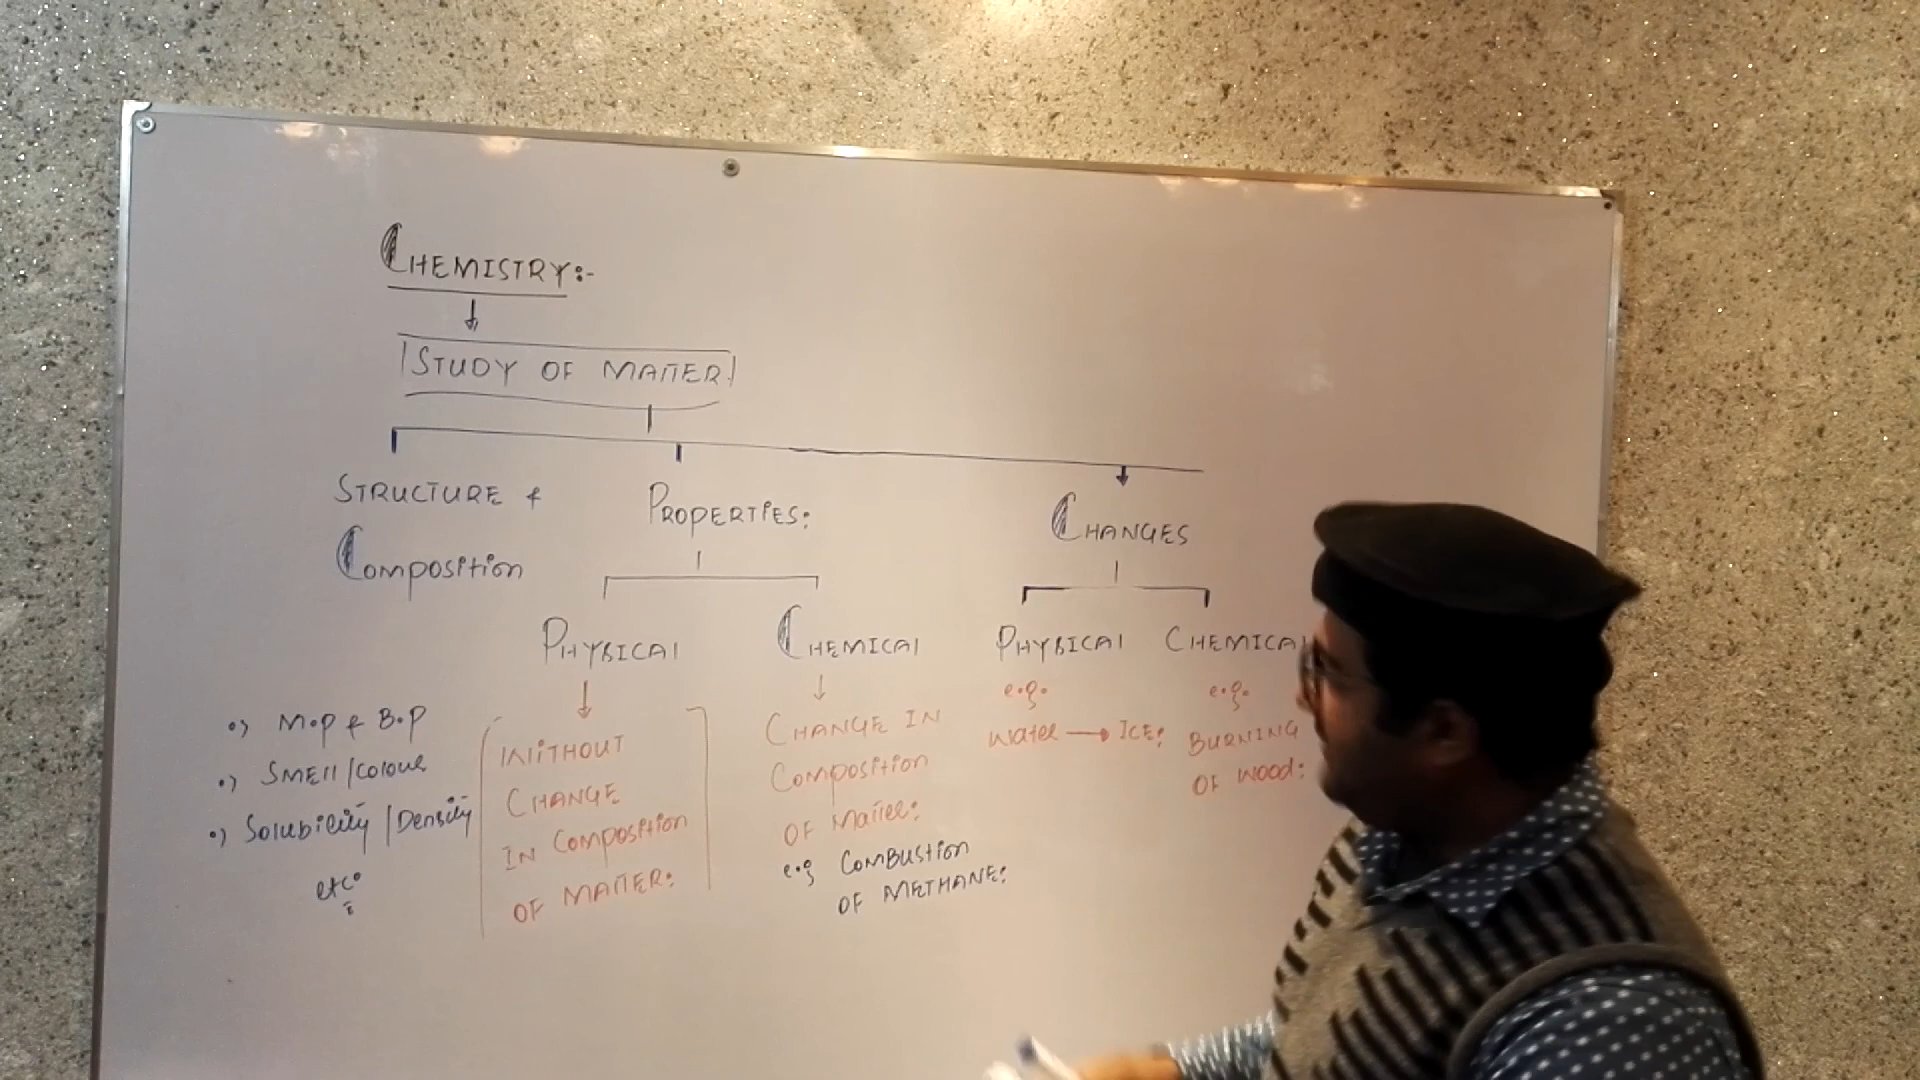 CHEMISTRY:-
STUDY OF MATTER
STRUCTURE &
Composition
PROPERTIES:
CHANGES
PHYSICAl
CHEMICAl
PHYSICAl
CHEMICAl
•) M.P & B.P
•) SMEll/Colour
•) Solubility/Density
etc.
WITHOUT
CHANGE
IN Composition
OF MATTER:
CHANGE IN
Composition
OF Matter:
e.g Combustion
OF METHANE:
e.g.
Water → ICE:
e.g.
BURNING
OF Wood: